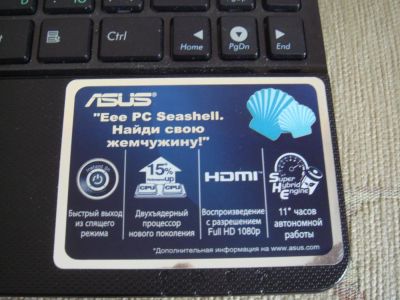 Ctrl
Home
PgDn
End
ASUS
"Eee PC Seashell.
Найди свою
жемчужину!"
Instant on
Быстрый выход
из спящего
режима
15%
up
CPU CPU
Двухъядерный
процессор
нового поколения
HDMI
Воспроизведение
с разрешением
Full HD 1080p
Super
Hybrid
Engine
11* часов
автономной
работы
*Дополнительная информация на www.asus.com